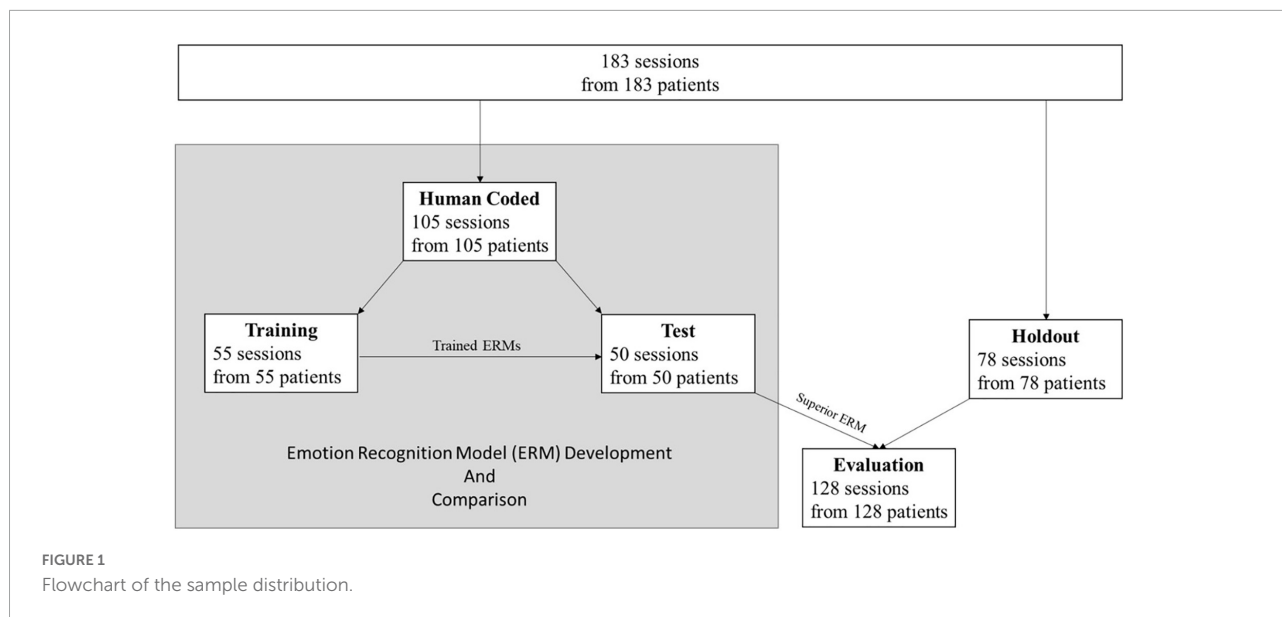 183 sessions
from 183 patients
Human Coded
105 sessions
from 105 patients
Training
55 sessions
from 55 patients
Trained ERMs
Test
50 sessions
from 50 patients
Holdout
78 sessions
from 78 patients
Superior ERM
Emotion Recognition Model (ERM) Development
And
Comparison
Evaluation
128 sessions
from 128 patients
FIGURE 1
Flowchart of the sample distribution.